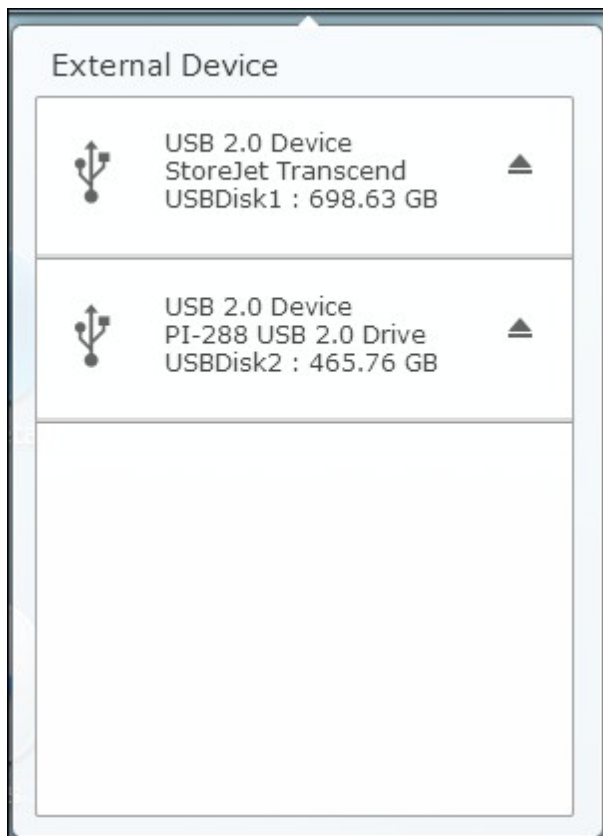 External Device
USB 2.0 Device
StoreJet Transcend
USBDisk1 : 698.63 GB
USB 2.0 Device
PI-288 USB 2.0 Drive
USBDisk2 : 465.76 GB